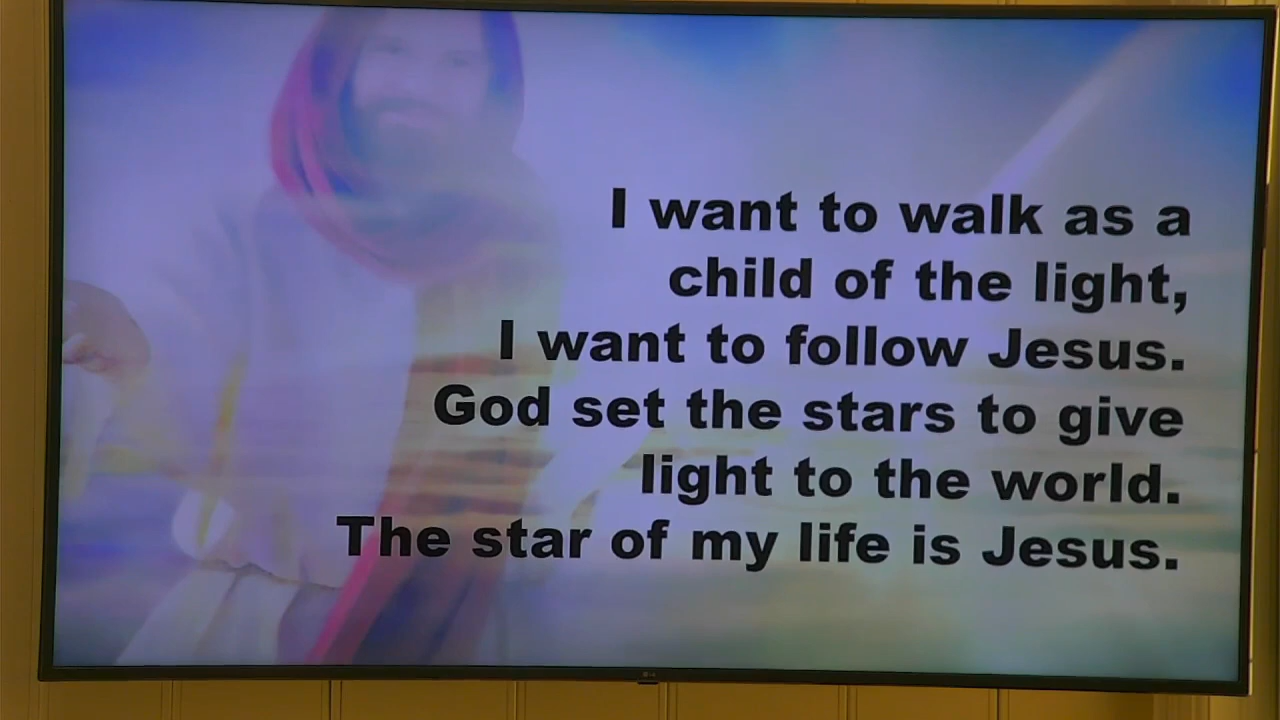 I want to walk as a
child of the light,
I want to follow Jesus.
God set the stars to give
light to the world.
The star of my life is Jesus.